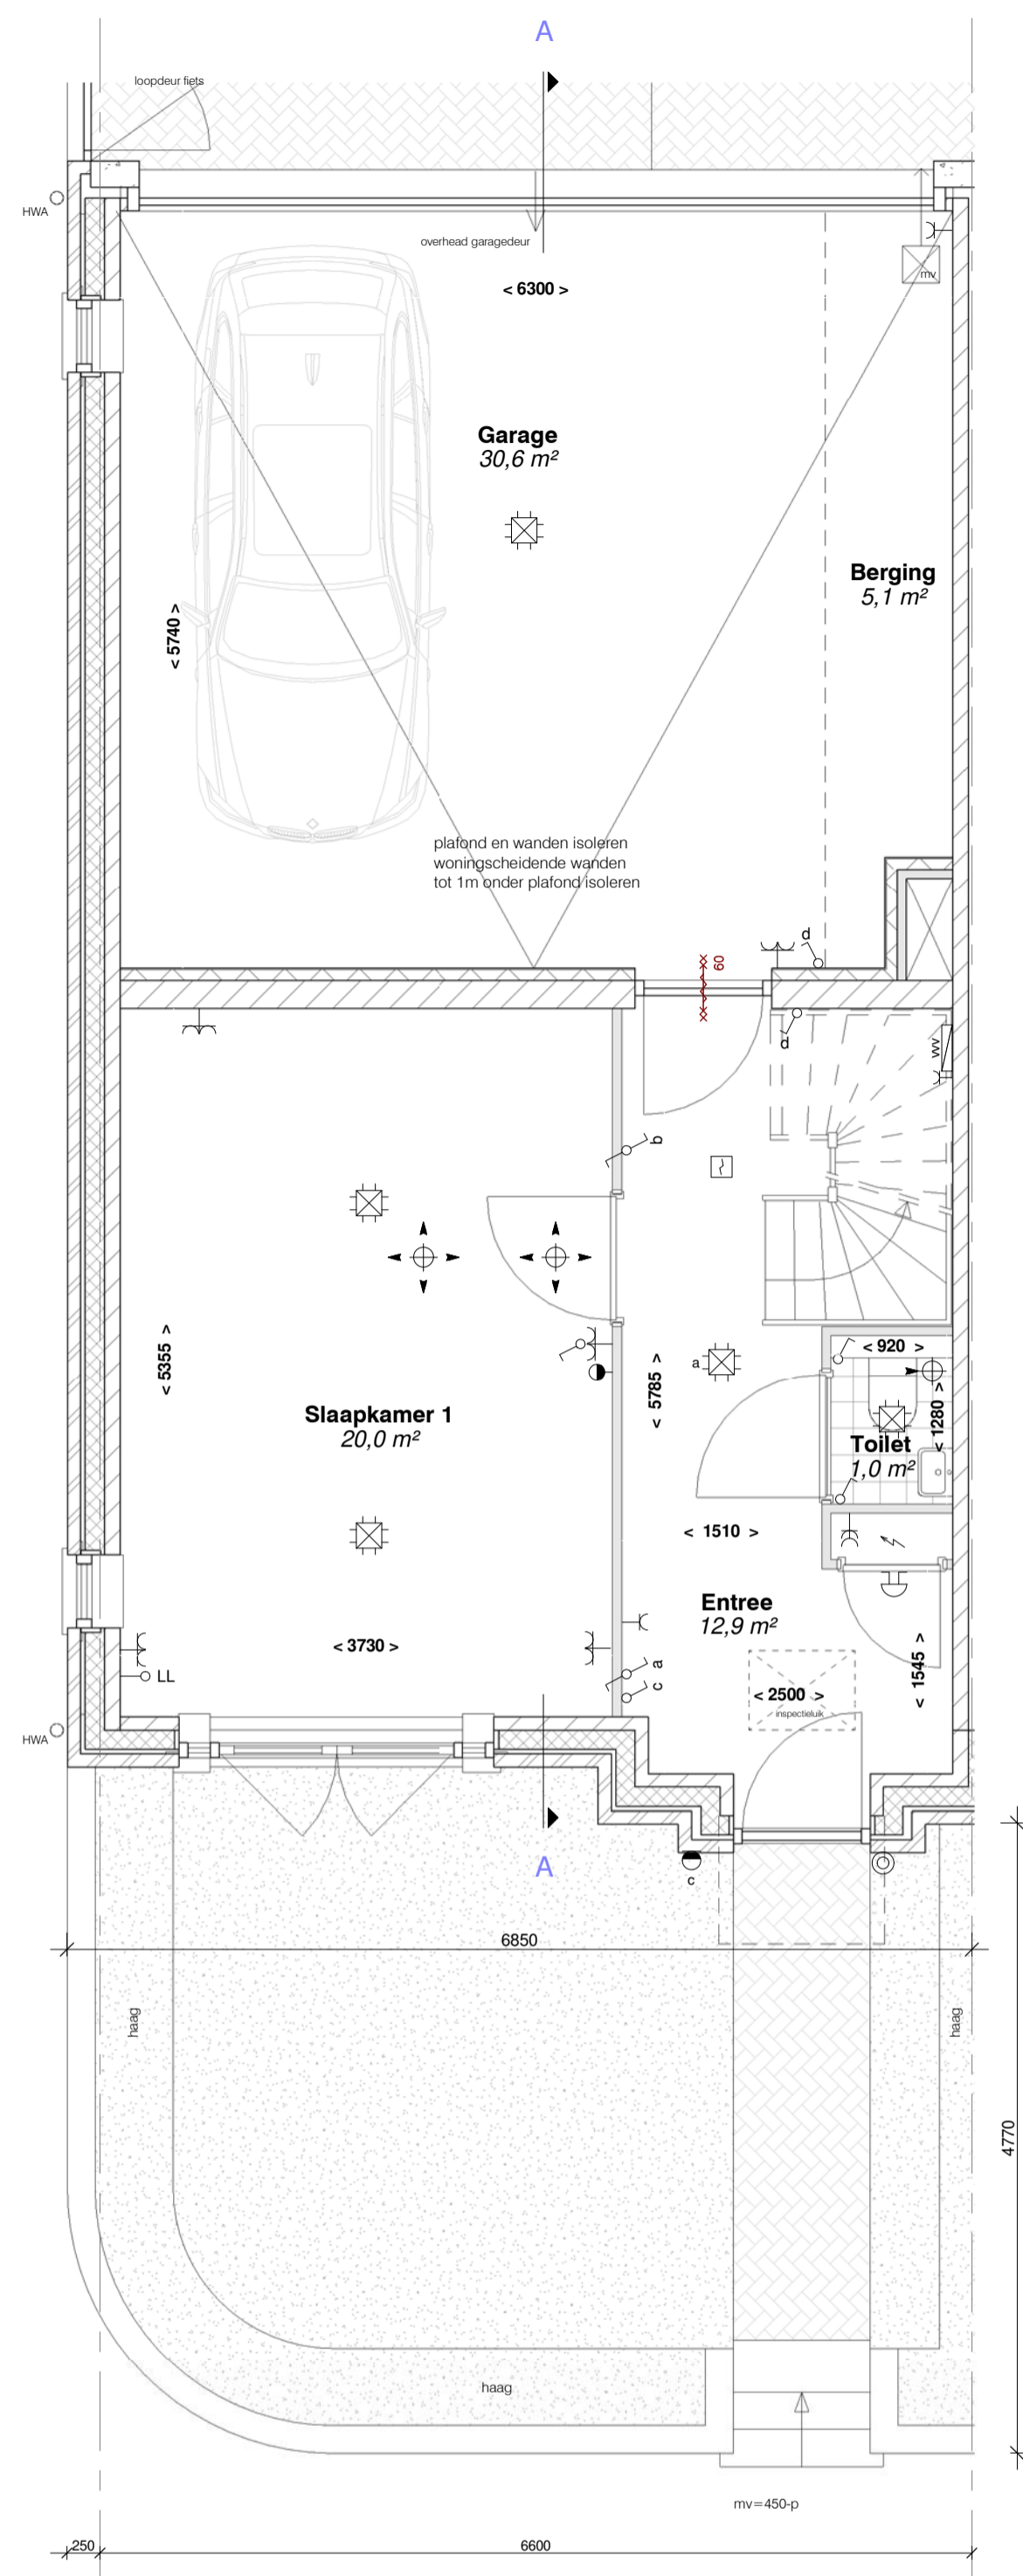 A
loopdeur fiets
HWA
overhead garagedeur
mv
< 6300 >
Garage
30,6 m²
Berging
5,1 m²
< 5740 >
plafond en wanden isoleren
woningscheidende wanden
tot 1m onder plafond isoleren
d
60
d
wv
b
< 920 >
a
< 5355 >
< 5785 >
< 1280 >
Slaapkamer 1
20,0 m²
Toilet
1,0 m²
< 1510 >
Entree
12,9 m²
< 3730 >
a
LL
c
< 1545 >
< 2500 >
inspectieluik
HWA
A
c
6850
haag
haag
4770
haag
mv=450-p
250
6600